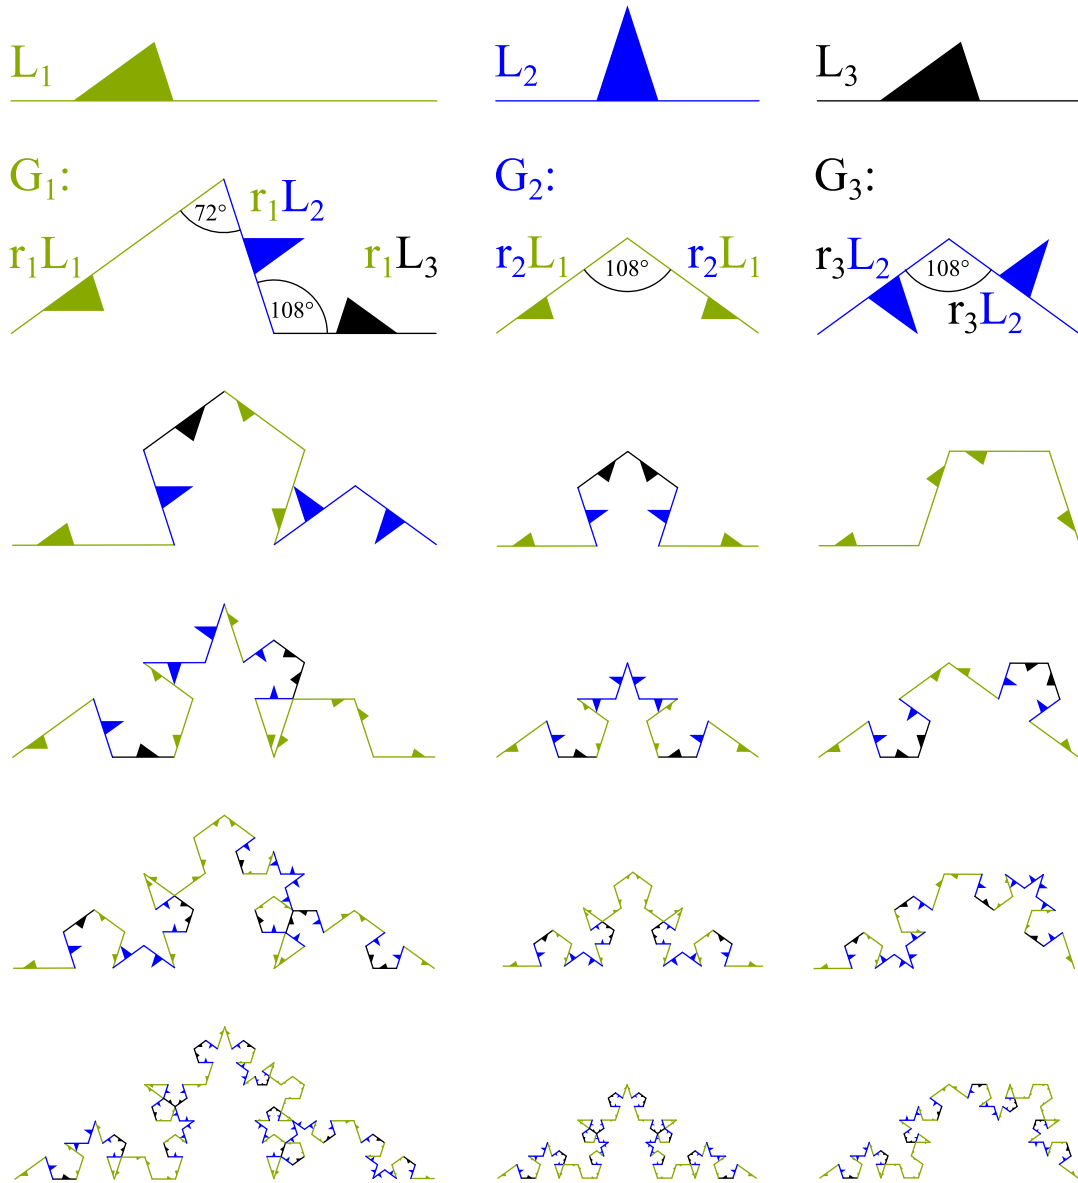 L₁ L₂ L₃
G₁: G₂: G₃:
72° r₁L₂
r₁L₁ r₁L₃ r₂L₁ 108° r₂L₁ r₃L₂ 108°
108° r₃L₂